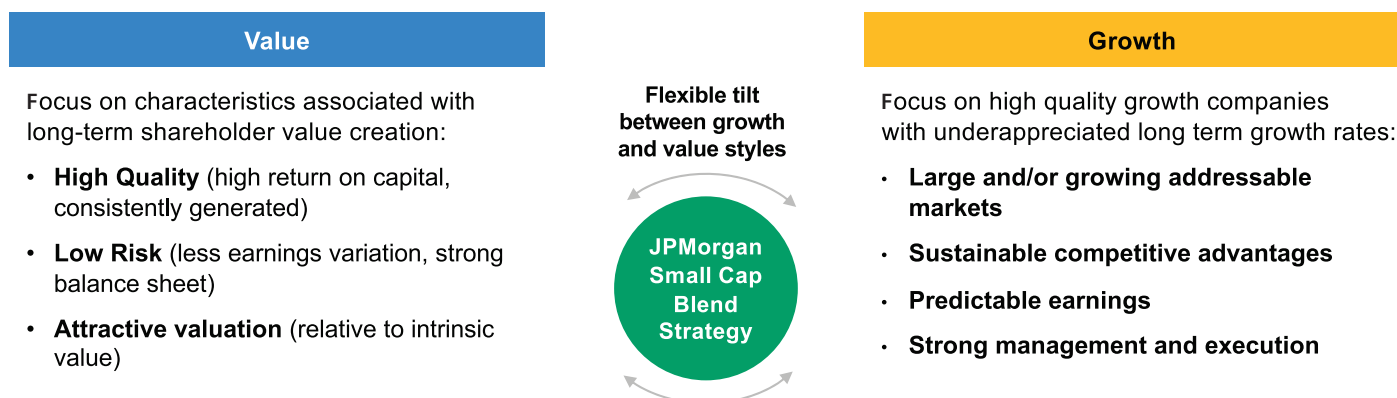 Value
Focus on characteristics associated with
long-term shareholder value creation:
• High Quality (high return on capital,
consistently generated)
• Low Risk (less earnings variation, strong
balance sheet)
• Attractive valuation (relative to intrinsic
value)
Flexible tilt
between growth
and value styles
JPMorgan
Small Cap
Blend
Strategy
Growth
Focus on high quality growth companies
with underappreciated long term growth rates:
• Large and/or growing addressable
markets
• Sustainable competitive advantages
• Predictable earnings
• Strong management and execution